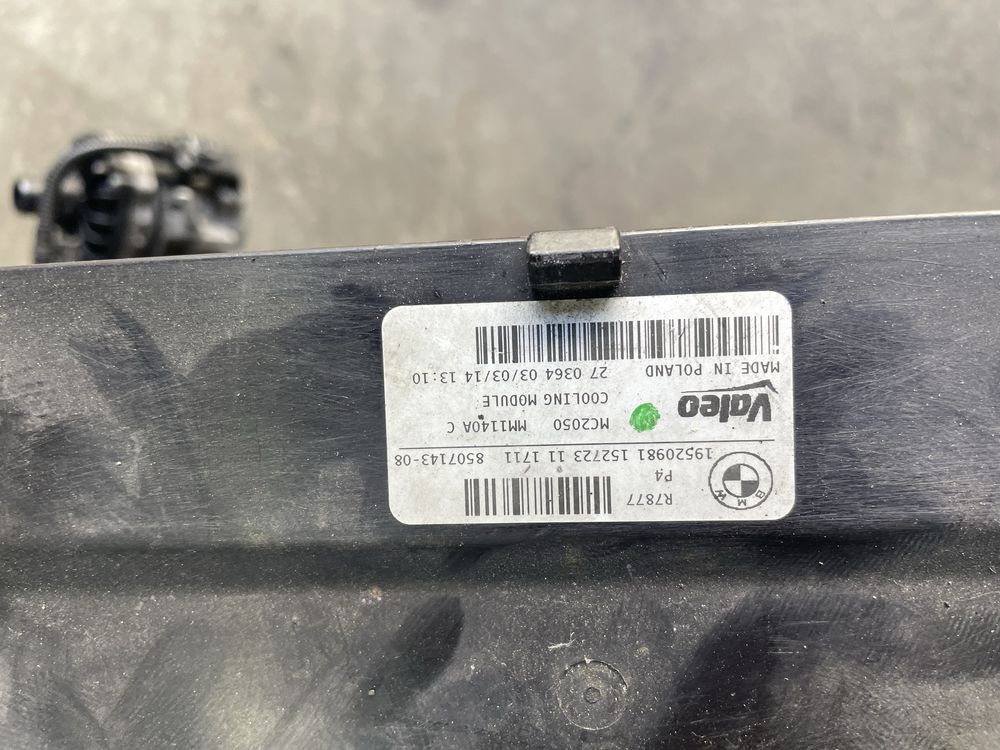 R7877
P4
BMW
19520981 152723 11 1711 8507143-08
MC2050 MM1140A C
Valeo
COOLING MODULE
MADE IN POLAND 27 0364 03/03/14 13:10